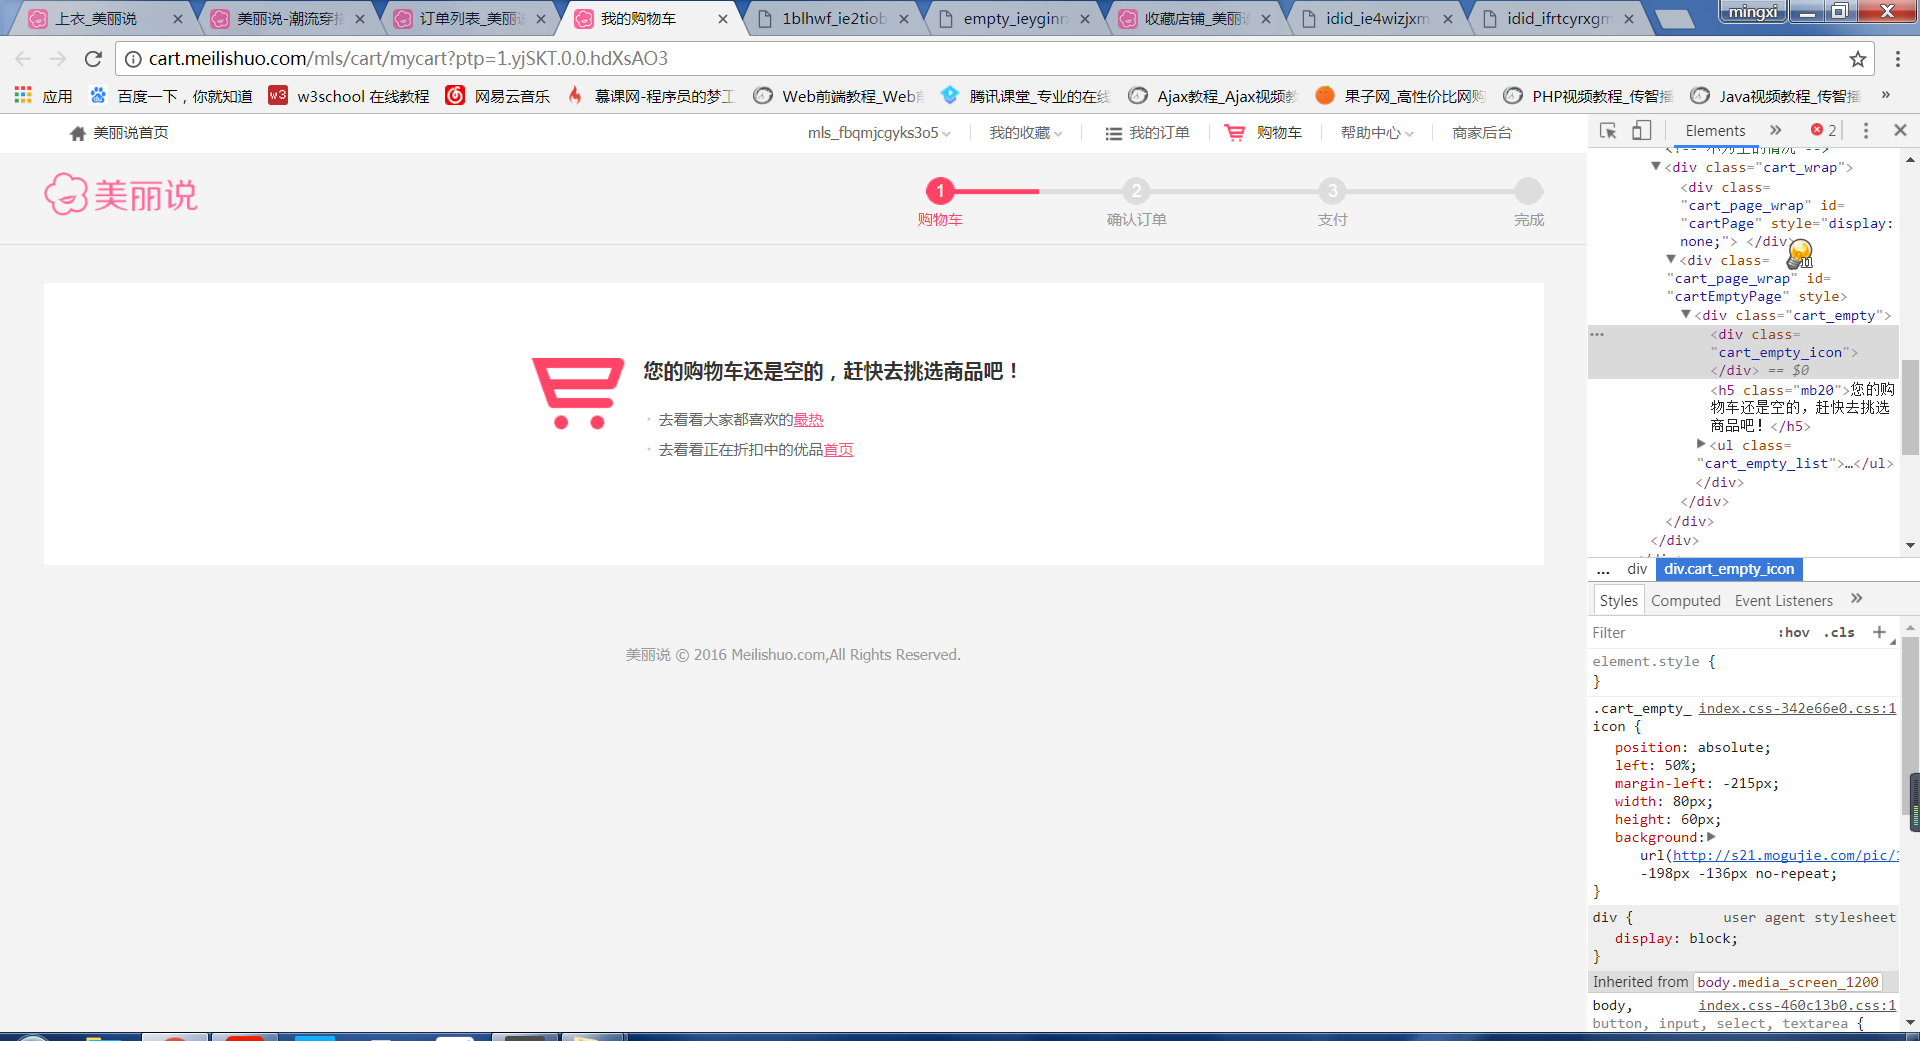 上衣_美丽说
美丽说-潮流穿搭
订单列表_美丽说
我的购物车
1blhwf_ie2tiob
empty_ieyginr
收藏店铺_美丽说
idid_ie4wizjxm
idid_ifrtcyrxgm
mingxi
cart.meilishuo.com/mls/cart/mycart?ptp=1.yjSKT.0.0.hdXsAO3
应用
百度一下，你就知道
w3school 在线教程
网易云音乐
慕课网-程序员的梦工
Web前端教程_Web前
腾讯课堂_专业的在线
Ajax教程_Ajax视频教
果子网_高性价比网购
PHP视频教程_传智播
Java视频教程_传智播
»
美丽说首页
mls_fbqmjcgyks3o5
我的收藏
我的订单
购物车
帮助中心
商家后台
美丽说
1
2
3
购物车
确认订单
支付
完成
您的购物车还是空的，赶快去挑选商品吧！
去看看大家都喜欢的最热
去看看正在折扣中的优品首页
美丽说 © 2016 Meilishuo.com,All Rights Reserved.
Elements » 2
<div class="cart_wrap">
<div class=
"cart_page_wrap" id=
"cartPage" style="display:
none;"> </div>
<div class=
"cart_page_wrap" id=
"cartEmptyPage" style>
<div class="cart_empty">
<div class=
"cart_empty_icon">
</div> == $0
<h5 class="mb20">您的购
物车还是空的，赶快去挑选
商品吧！</h5>
<ul class=
"cart_empty_list">…</ul>
</div>
</div>
</div>
</div>
... div div.cart_empty_icon
Styles Computed Event Listeners »
Filter :hov .cls +
element.style {
}
.cart_empty_ index.css-342e66e0.css:1
icon {
position: absolute;
left: 50%;
margin-left: -215px;
width: 80px;
height: 60px;
background:
url(http://s21.mogujie.com/pic/
-198px -136px no-repeat;
}
div { user agent stylesheet
display: block;
}
Inherited from body.media_screen_1200
body, index.css-460c13b0.css:1
button, input, select, textarea {